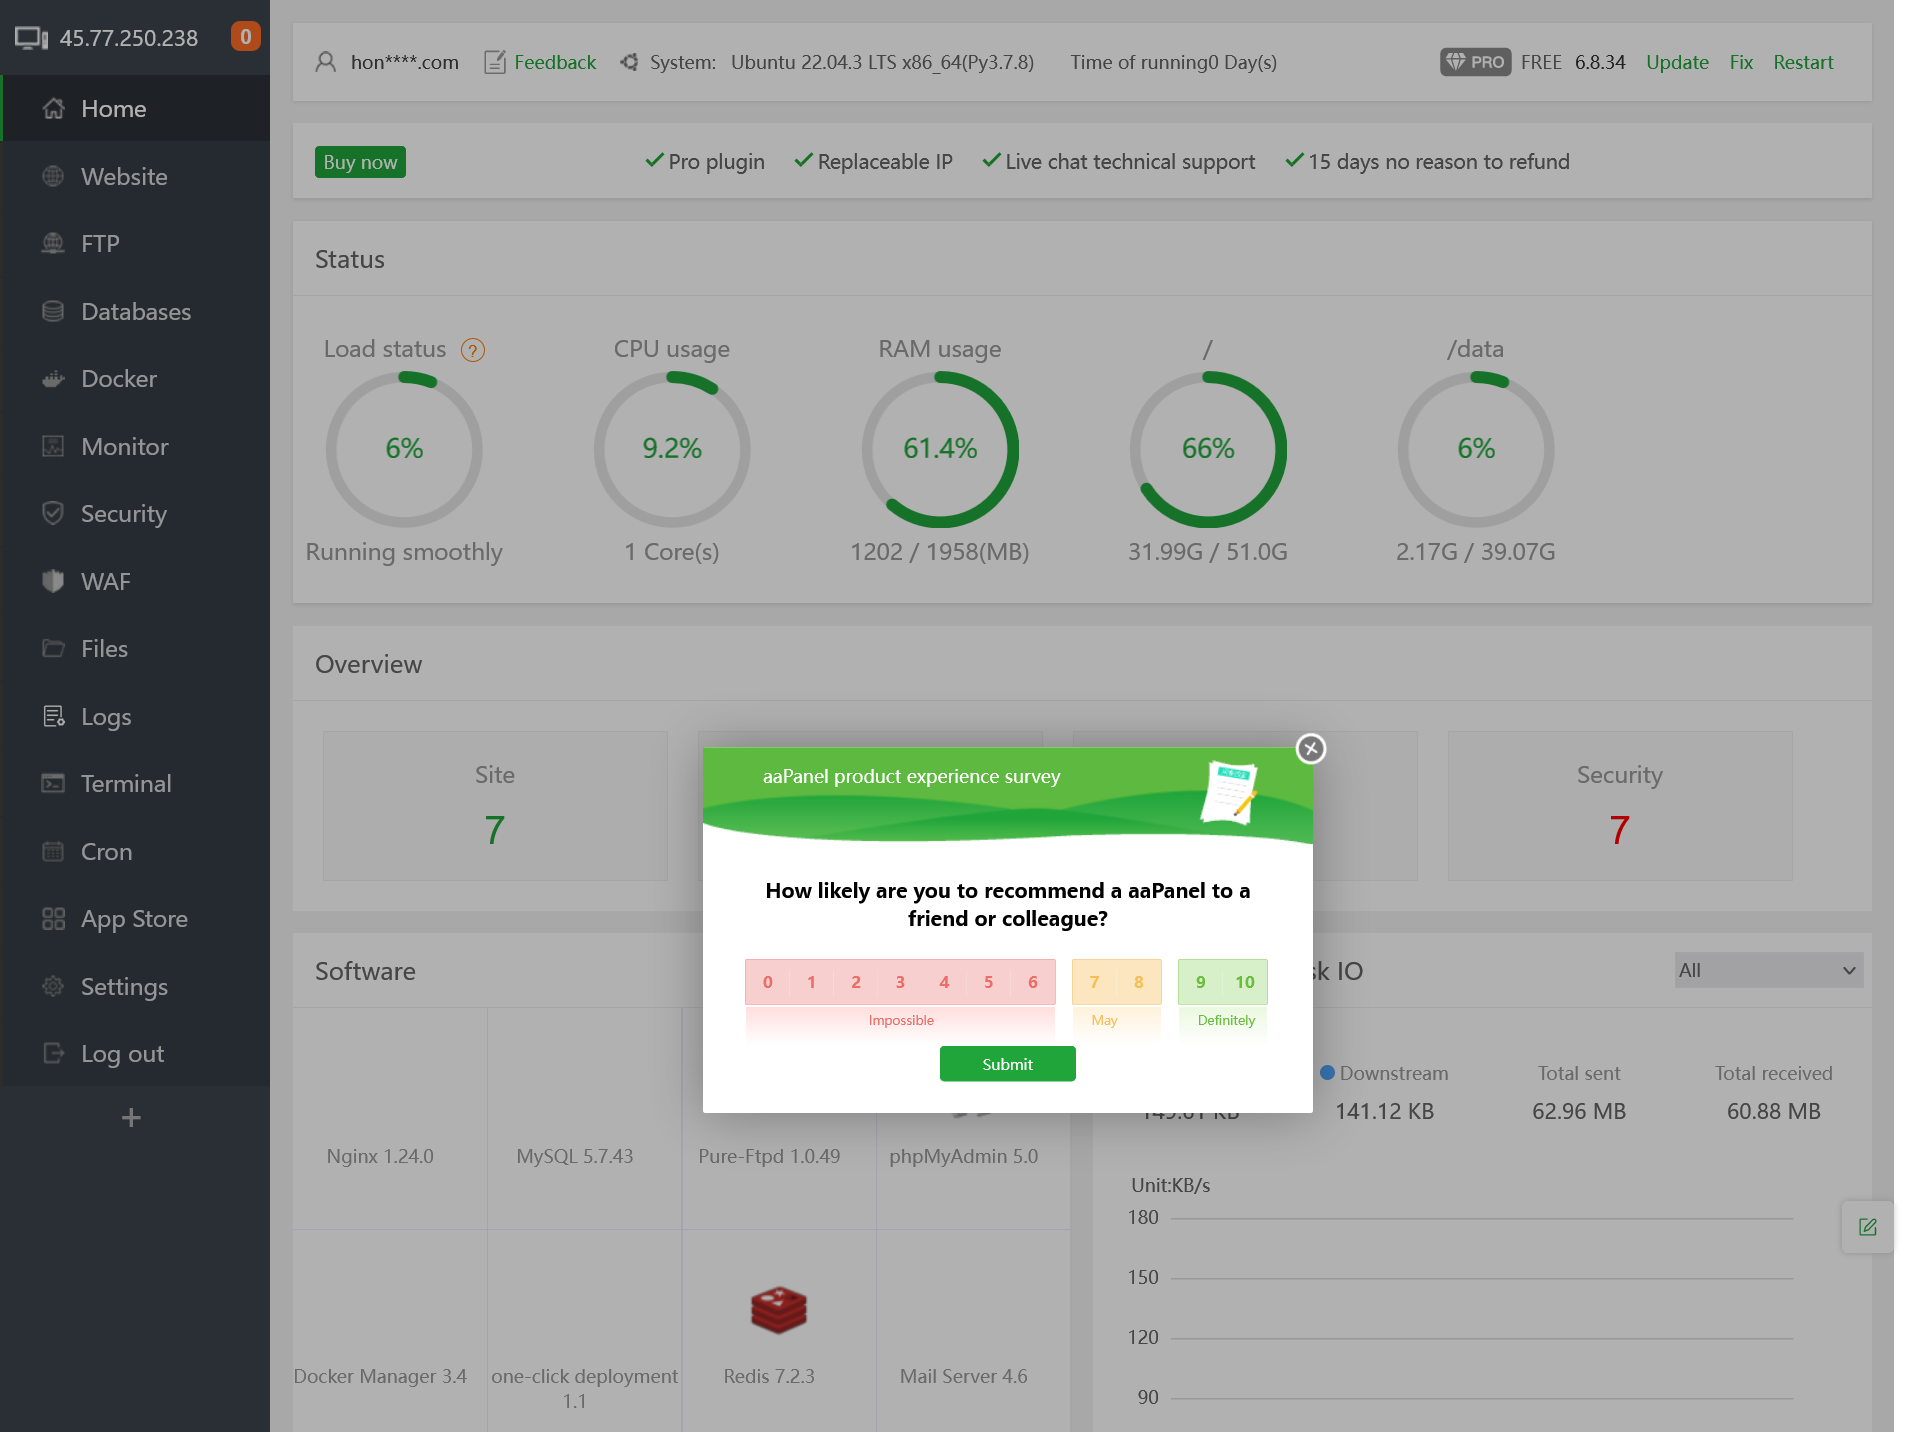 45.77.250.238
0
Home
Website
FTP
Databases
Docker
Monitor
Security
WAF
Files
Logs
Terminal
Cron
App Store
Settings
Log out
+
hon****.com Feedback System: Ubuntu 22.04.3 LTS x86_64(Py3.7.8) Time of running0 Day(s) PRO FREE 6.8.34 Update Fix Restart
Buy now Pro plugin Replaceable IP Live chat technical support 15 days no reason to refund
Status
Load status ? CPU usage RAM usage / /data
6% 9.2% 61.4% 66% 6%
Running smoothly 1 Core(s) 1202 / 1958(MB) 31.99G / 51.0G 2.17G / 39.07G
Overview
Site Security
7 7
aaPanel product experience survey
How likely are you to recommend a aaPanel to a
friend or colleague?
0 1 2 3 4 5 6 7 8 9 10
Impossible May Definitely
Submit
Software
IO
All
Downstream Total sent Total received
141.12 KB 62.96 MB 60.88 MB
Nginx 1.24.0 MySQL 5.7.43 Pure-Ftpd 1.0.49 phpMyAdmin 5.0
Docker Manager 3.4 one-click deployment Redis 7.2.3 Mail Server 4.6
1.1
Unit:KB/s
180
150
120
90